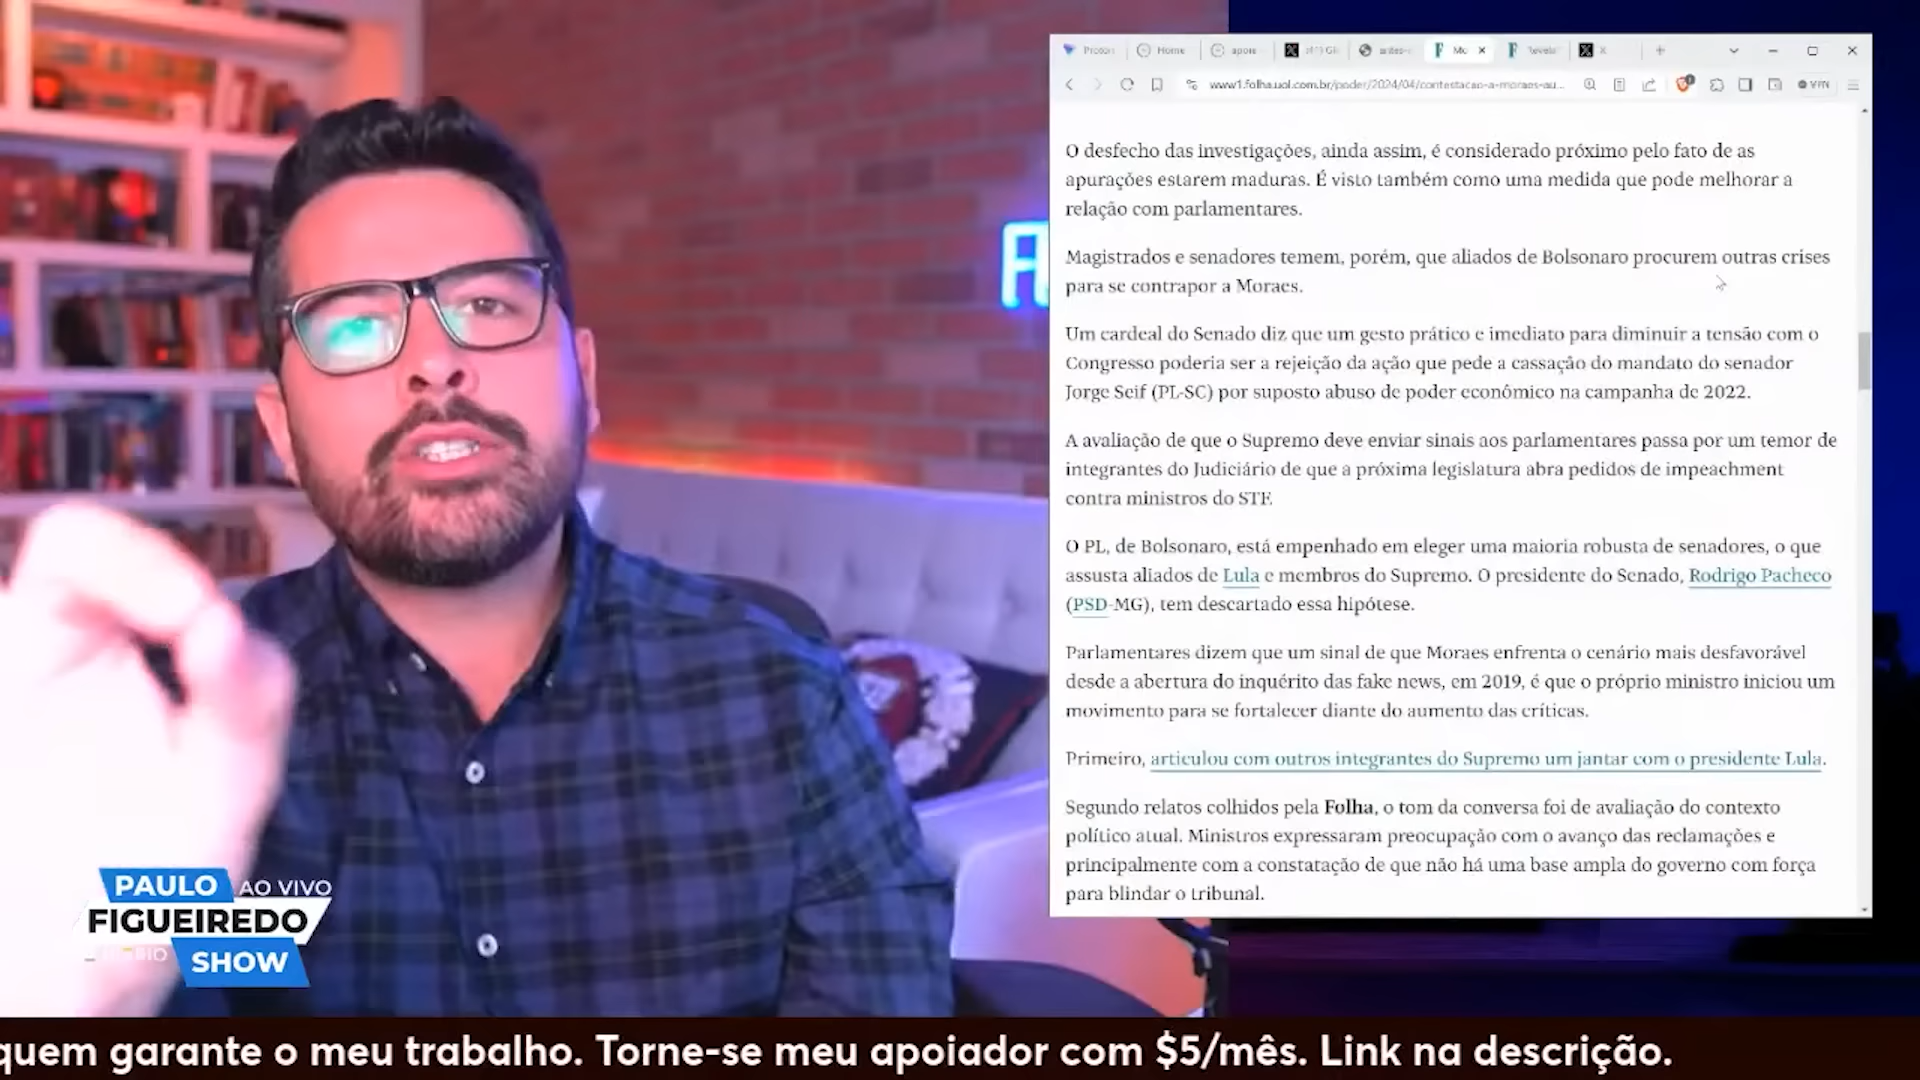 Proton
Home
www1.folha.uol.com.br/poder/2024/04/contestacao-a-moraes-au...
VPN
O desfecho das investigações, ainda assim, é considerado próximo pelo fato de as
apurações estarem maduras. É visto também como uma medida que pode melhorar a
relação com parlamentares.
Magistrados e senadores temem, porém, que aliados de Bolsonaro procurem outras crises
para se contrapor a Moraes.
Um cardeal do Senado diz que um gesto prático e imediato para diminuir a tensão com o
Congresso poderia ser a rejeição da ação que pede a cassação do mandato do senador
Jorge Seif (PL-SC) por suposto abuso de poder econômico na campanha de 2022.
A avaliação de que o Supremo deve enviar sinais aos parlamentares passa por um temor de
integrantes do Judiciário de que a próxima legislatura abra pedidos de impeachment
contra ministros do STF.
O PL, de Bolsonaro, está empenhado em eleger uma maioria robusta de senadores, o que
assusta aliados de Lula e membros do Supremo. O presidente do Senado, Rodrigo Pacheco
(PSD-MG), tem descartado essa hipótese.
Parlamentares dizem que um sinal de que Moraes enfrenta o cenário mais desfavorável
desde a abertura do inquérito das fake news, em 2019, é que o próprio ministro iniciou um
movimento para se fortalecer diante do aumento das críticas.
Primeiro, articulou com outros integrantes do Supremo um jantar com o presidente Lula.
Segundo relatos colhidos pela Folha, o tom da conversa foi de avaliação do contexto
político atual. Ministros expressaram preocupação com o avanço das reclamações e
principalmente com a constatação de que não há uma base ampla do governo com força
para blindar o tribunal.
PAULO AO VIVO
FIGUEIREDO
SHOW
quem garante o meu trabalho. Torne-se meu apoiador com $5/mês. Link na descrição.